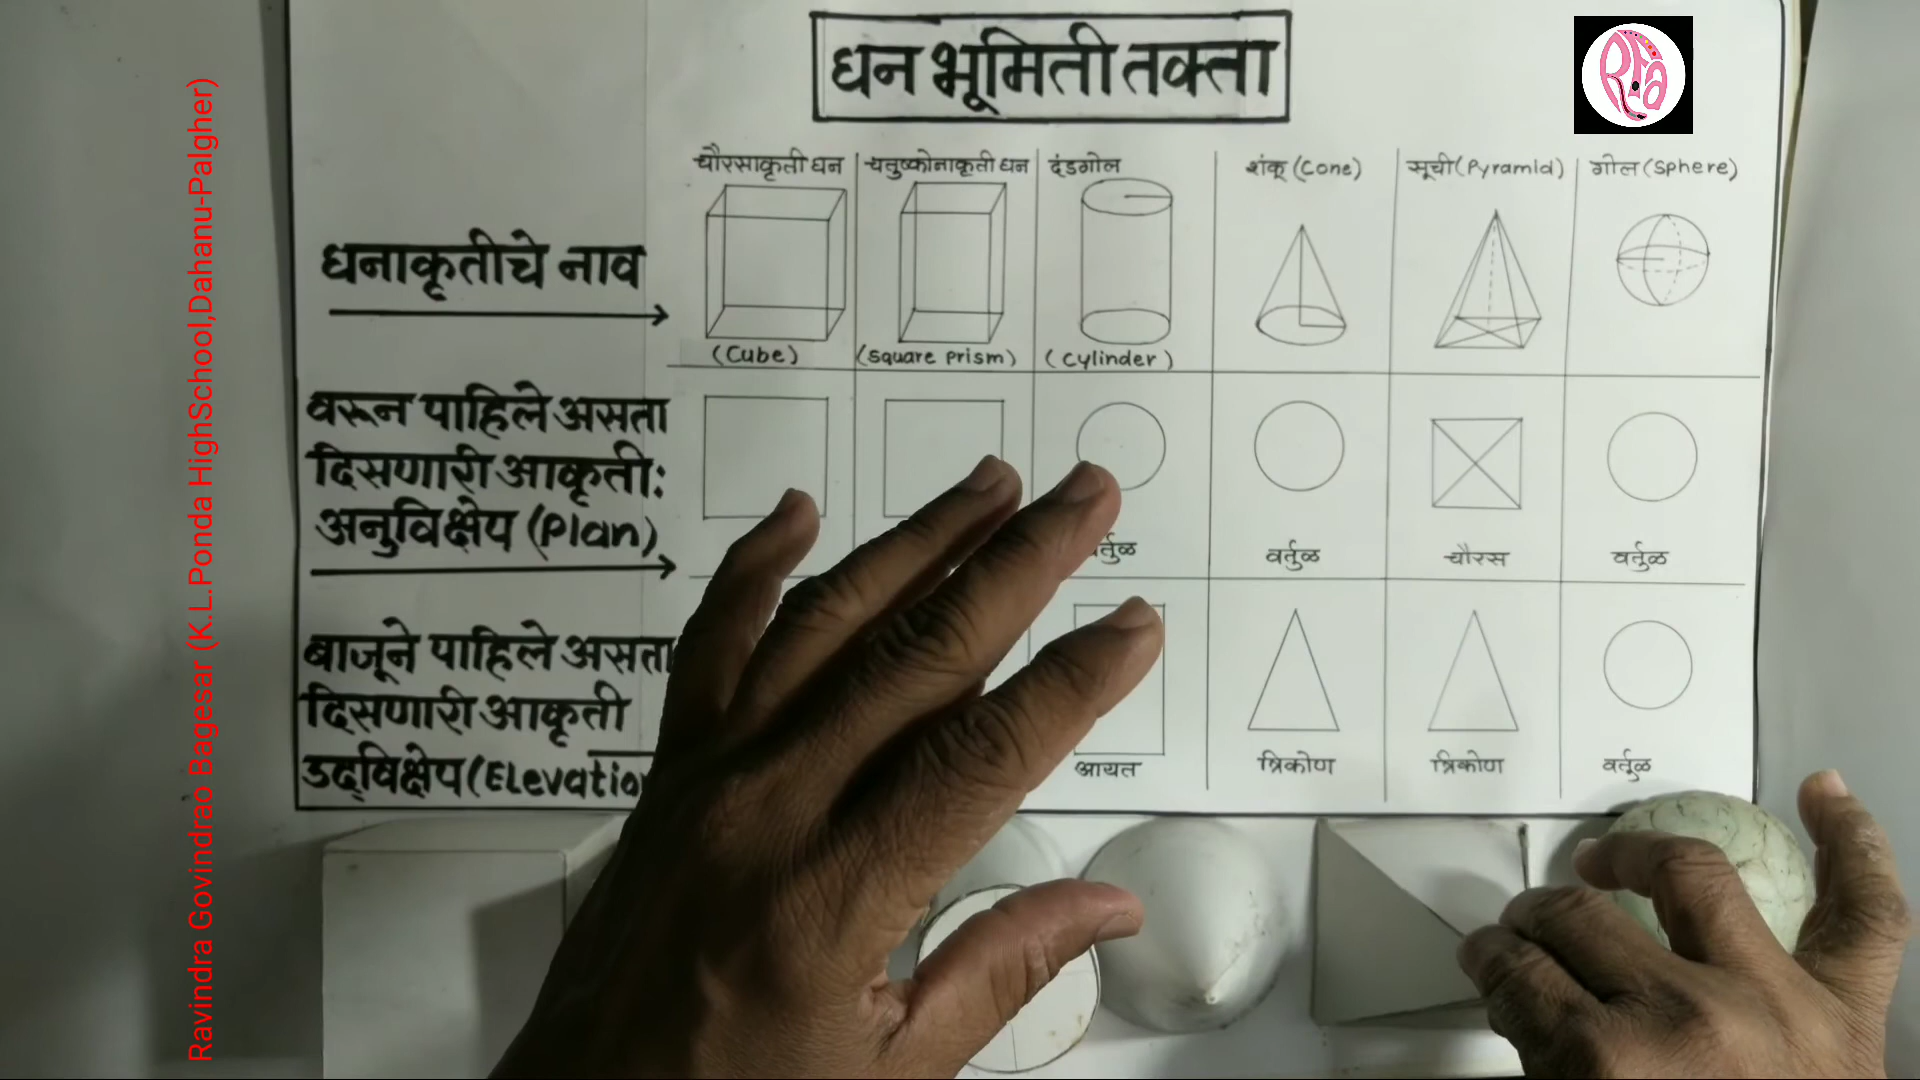 धन भूमिती तक्ता
Ravindra Govindrao Bagesar (K.L.Ponda HighSchool,Dahanu-Palgher)
RFa
धनाकृतीचे नाव
चौरसाकृती धन
(Cube)
चतुष्कोनाकृती धन
(Square Prism)
दंडगोल
(Cylinder)
शंकू (Cone)
सूची (Pyramid)
गोल (Sphere)
वरून पाहिले असता
दिसणारी आकृती:
अनुविक्षेप (Plan)
वर्तुळ
वर्तुळ
चौरस
वर्तुळ
बाजूने पाहिले असता
दिसणारी आकृती
उद्विक्षेप (Elevatio
आयत
त्रिकोण
त्रिकोण
वर्तुळ